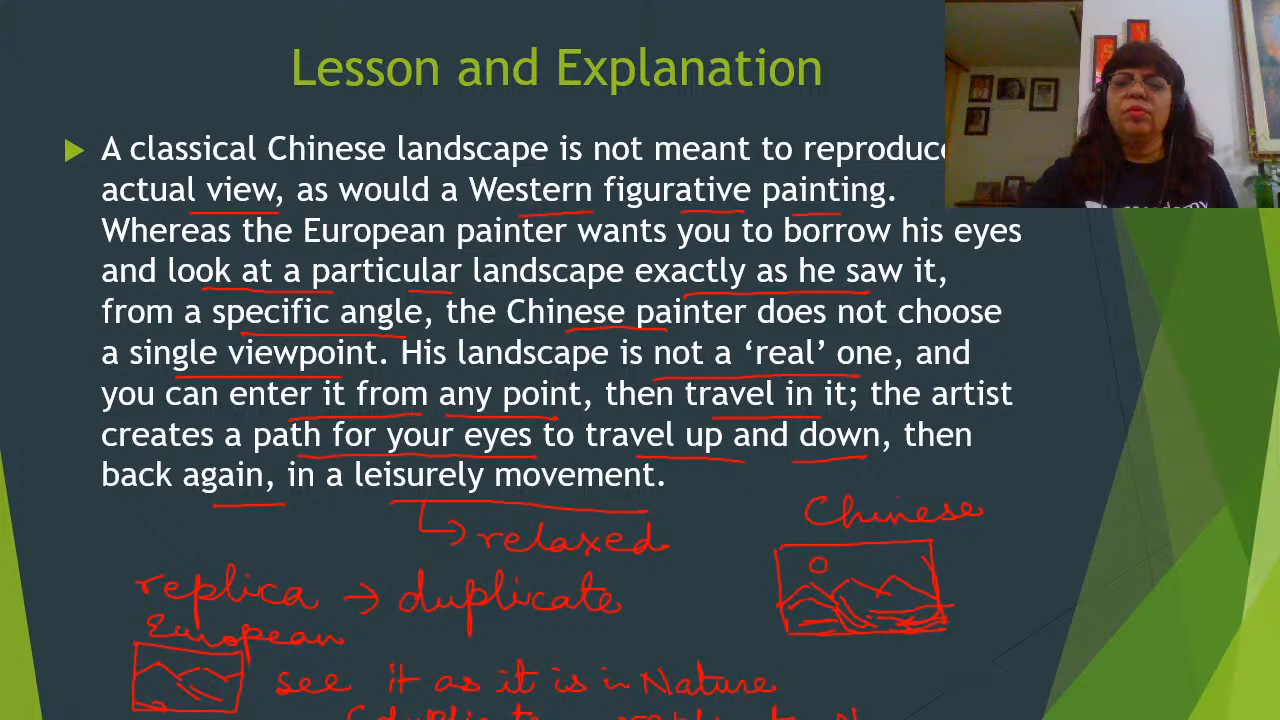 Lesson and Explanation
A classical Chinese landscape is not meant to reproduce
actual view, as would a Western figurative painting.
Whereas the European painter wants you to borrow his eyes
and look at a particular landscape exactly as he saw it,
from a specific angle, the Chinese painter does not choose
a single viewpoint. His landscape is not a ‘real’ one, and
you can enter it from any point, then travel in it; the artist
creates a path for your eyes to travel up and down, then
back again, in a leisurely movement.
Chinese
relaxed
replica → duplicate
European
see it as it is in Nature